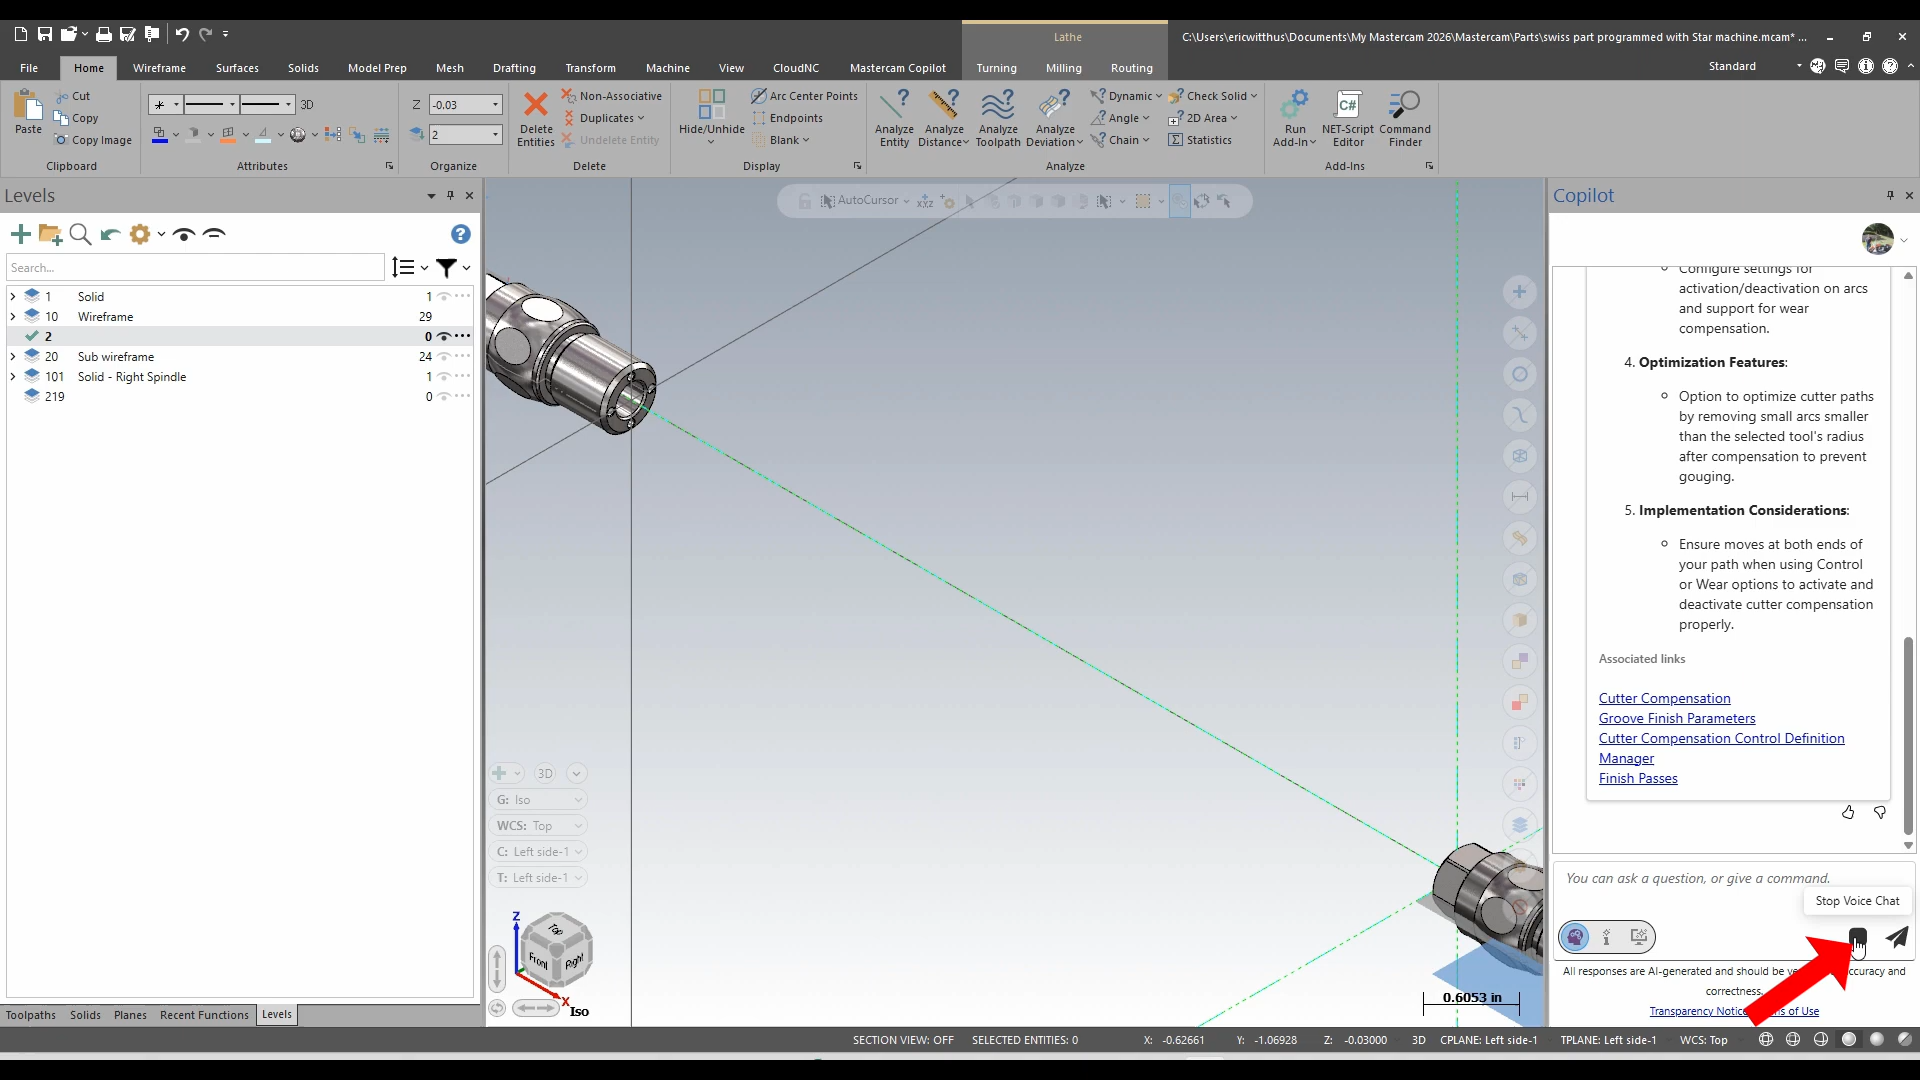 Lathe
C:\Users\ericwitthus\Documents\My Mastercam 2026\Mastercam\Parts\swiss part programmed with Star machine.mcam* ...
File Home Wireframe Surfaces Solids Model Prep Mesh Drafting Transform Machine View CloudNC Mastercam Copilot Turning Milling Routing Standard
Paste
Cut
Copy
Copy Image
Clipboard
3D
Attributes
Z -0.03
2
Organize
Delete Entities
Non-Associative
Duplicates
Undelete Entity
Delete
Hide/Unhide
Arc Center Points
Endpoints
Blank
Display
Analyze Entity
Analyze Distance
Analyze Toolpath
Analyze Deviation
Dynamic
Angle
Chain
Check Solid
2D Area
Statistics
Analyze
Run Add-In
NET-Script Editor
Command Finder
Add-Ins
Levels
Search...
1 Solid 1
10 Wireframe 29
2 0
20 Sub wireframe 24
101 Solid - Right Spindle 1
219 0
Toolpaths Solids Planes Recent Functions Levels
AutoCursor
3D
G: Iso
WCS: Top
C: Left side-1
T: Left side-1
Z
Top
Front
Right
X
Iso
0.6053 in
Copilot
Configure settings for
activation/deactivation on arcs
and support for wear
compensation.
4. Optimization Features:
Option to optimize cutter paths
by removing small arcs smaller
than the selected tool's radius
after compensation to prevent
gouging.
5. Implementation Considerations:
Ensure moves at both ends of
your path when using Control
or Wear options to activate and
deactivate cutter compensation
properly.
Associated links
Cutter Compensation
Groove Finish Parameters
Cutter Compensation Control Definition
Manager
Finish Passes
You can ask a question, or give a command.
Stop Voice Chat
All responses are AI-generated and should be ccuracy and
correctness.
Transparency Notice of Use
SECTION VIEW: OFF SELECTED ENTITIES: 0 X: -0.62661 Y: -1.06928 Z: -0.03000 3D CPLANE: Left side-1 TPLANE: Left side-1 WCS: Top